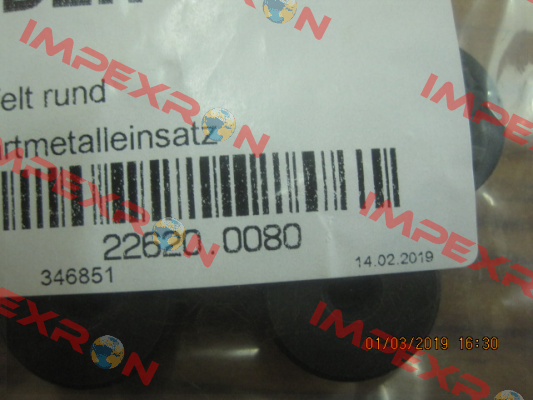 elt rund
rtmetalleinsatz
22620.0080
346851
14.02.2019
01/03/2019 16:30
IMPEXRON
IMPEXRON
IMPEXRON
IMPEXRON
IMPEXRON
IMPEXRON